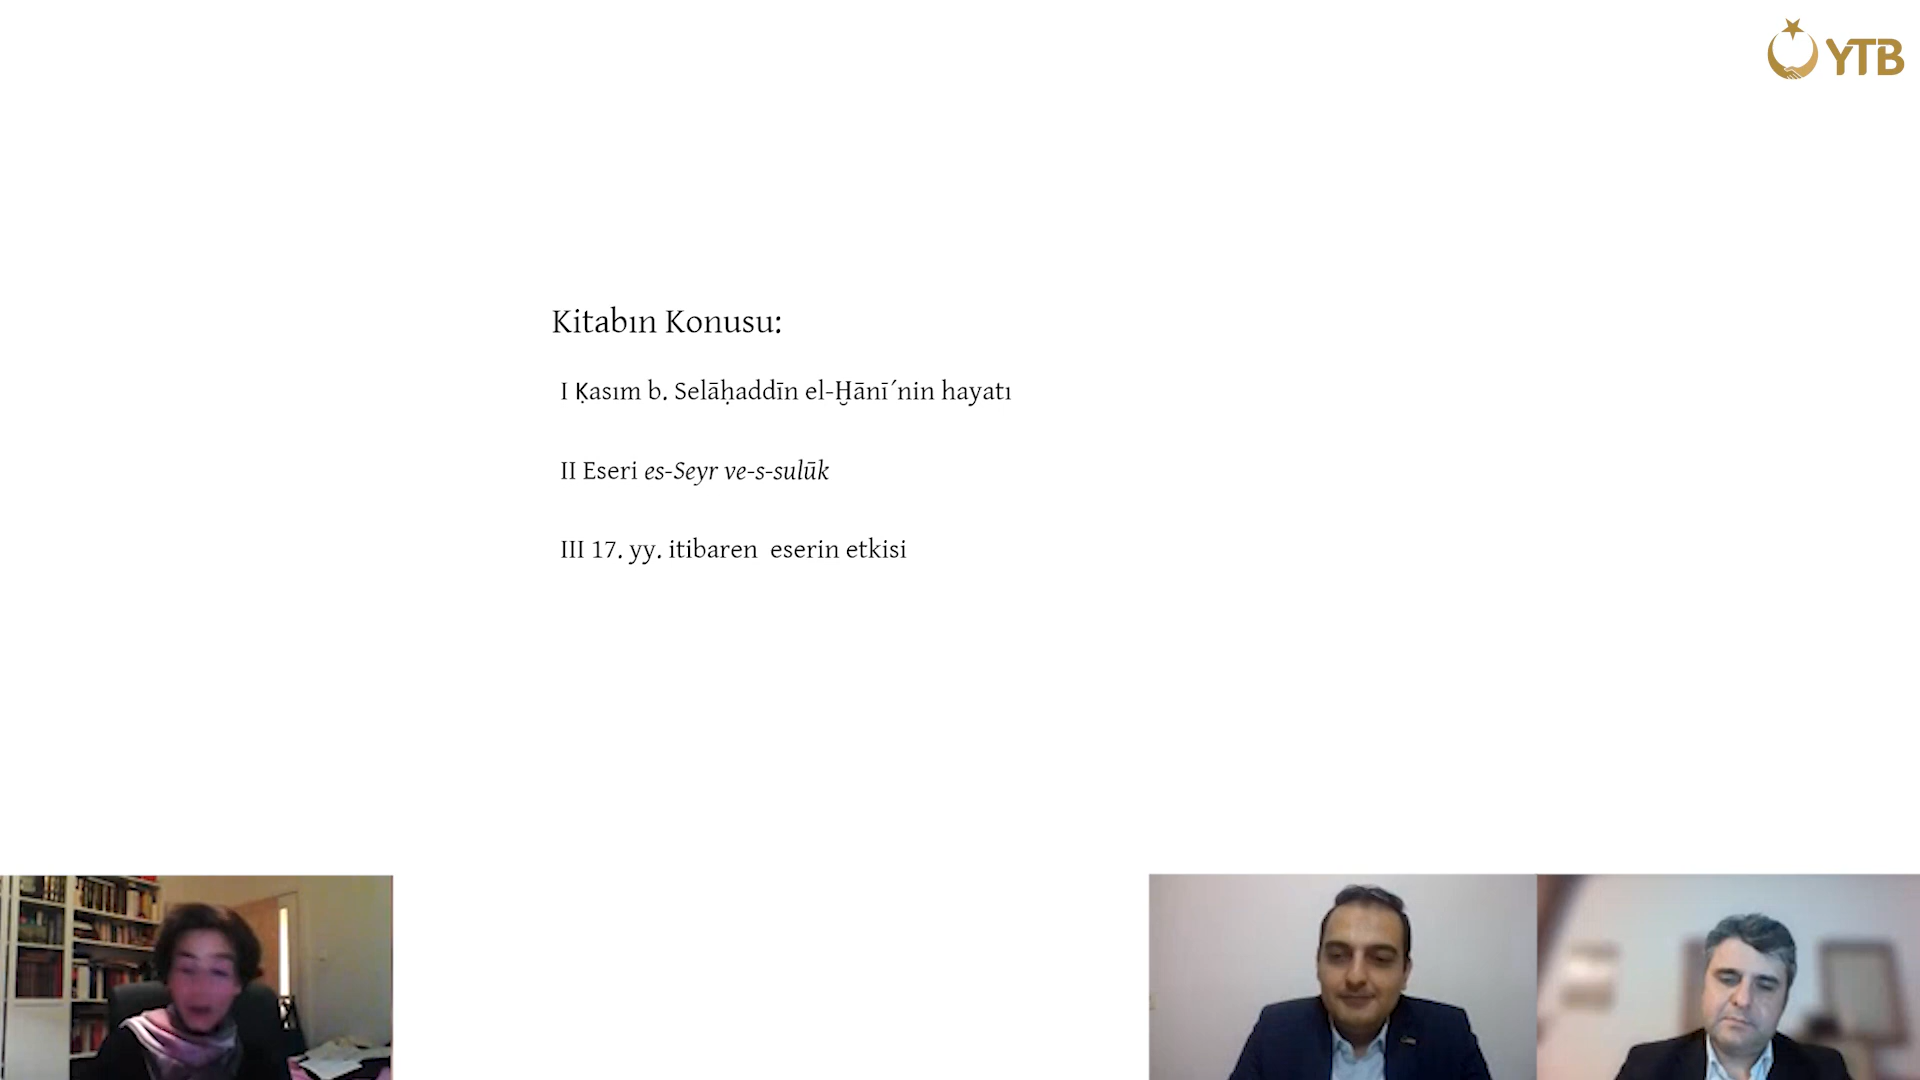 YTB
Kitabın Konusu:
I Ḳasım b. Selāḥaddīn el-Ḫānī´nin hayatı
II Eseri es-Seyr ve-s-sulūk
III 17. yy. itibaren  eserin etkisi